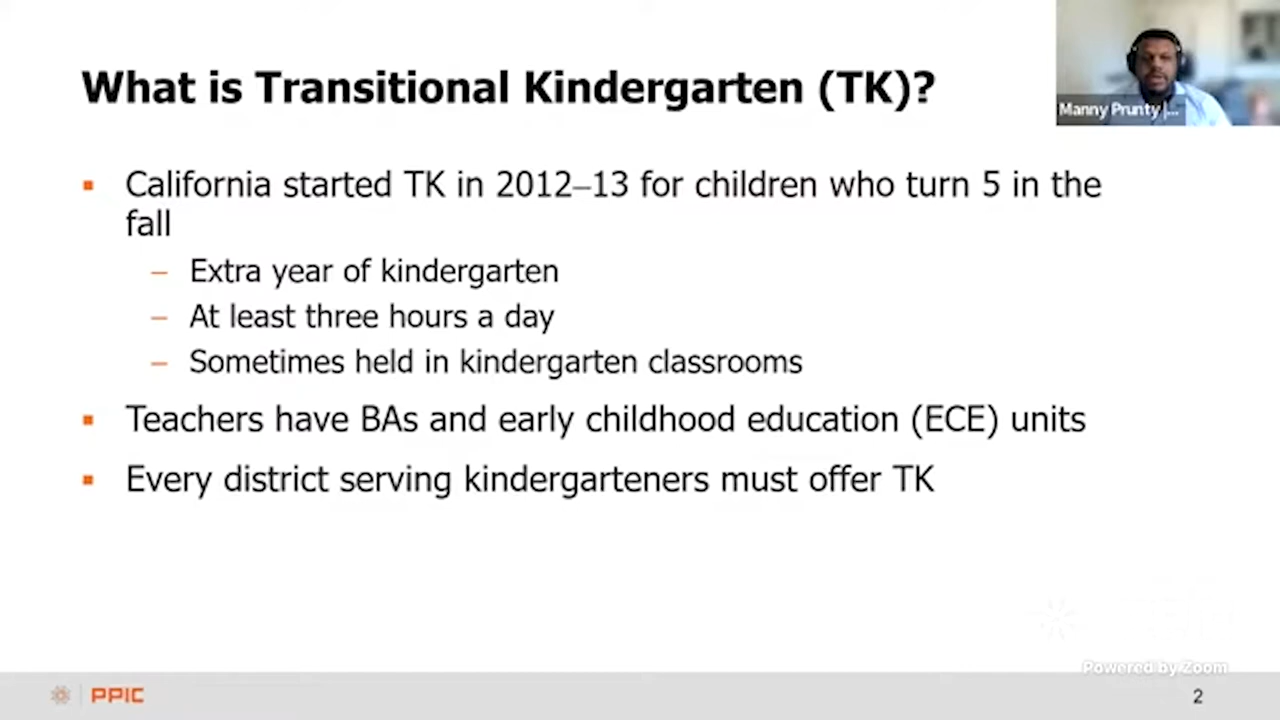 What is Transitional Kindergarten (TK)?
Manny Prunty |...
▪ California started TK in 2012–13 for children who turn 5 in the
fall
– Extra year of kindergarten
– At least three hours a day
– Sometimes held in kindergarten classrooms
▪ Teachers have BAs and early childhood education (ECE) units
▪ Every district serving kindergarteners must offer TK
Powered by Zoom
PPIC
2